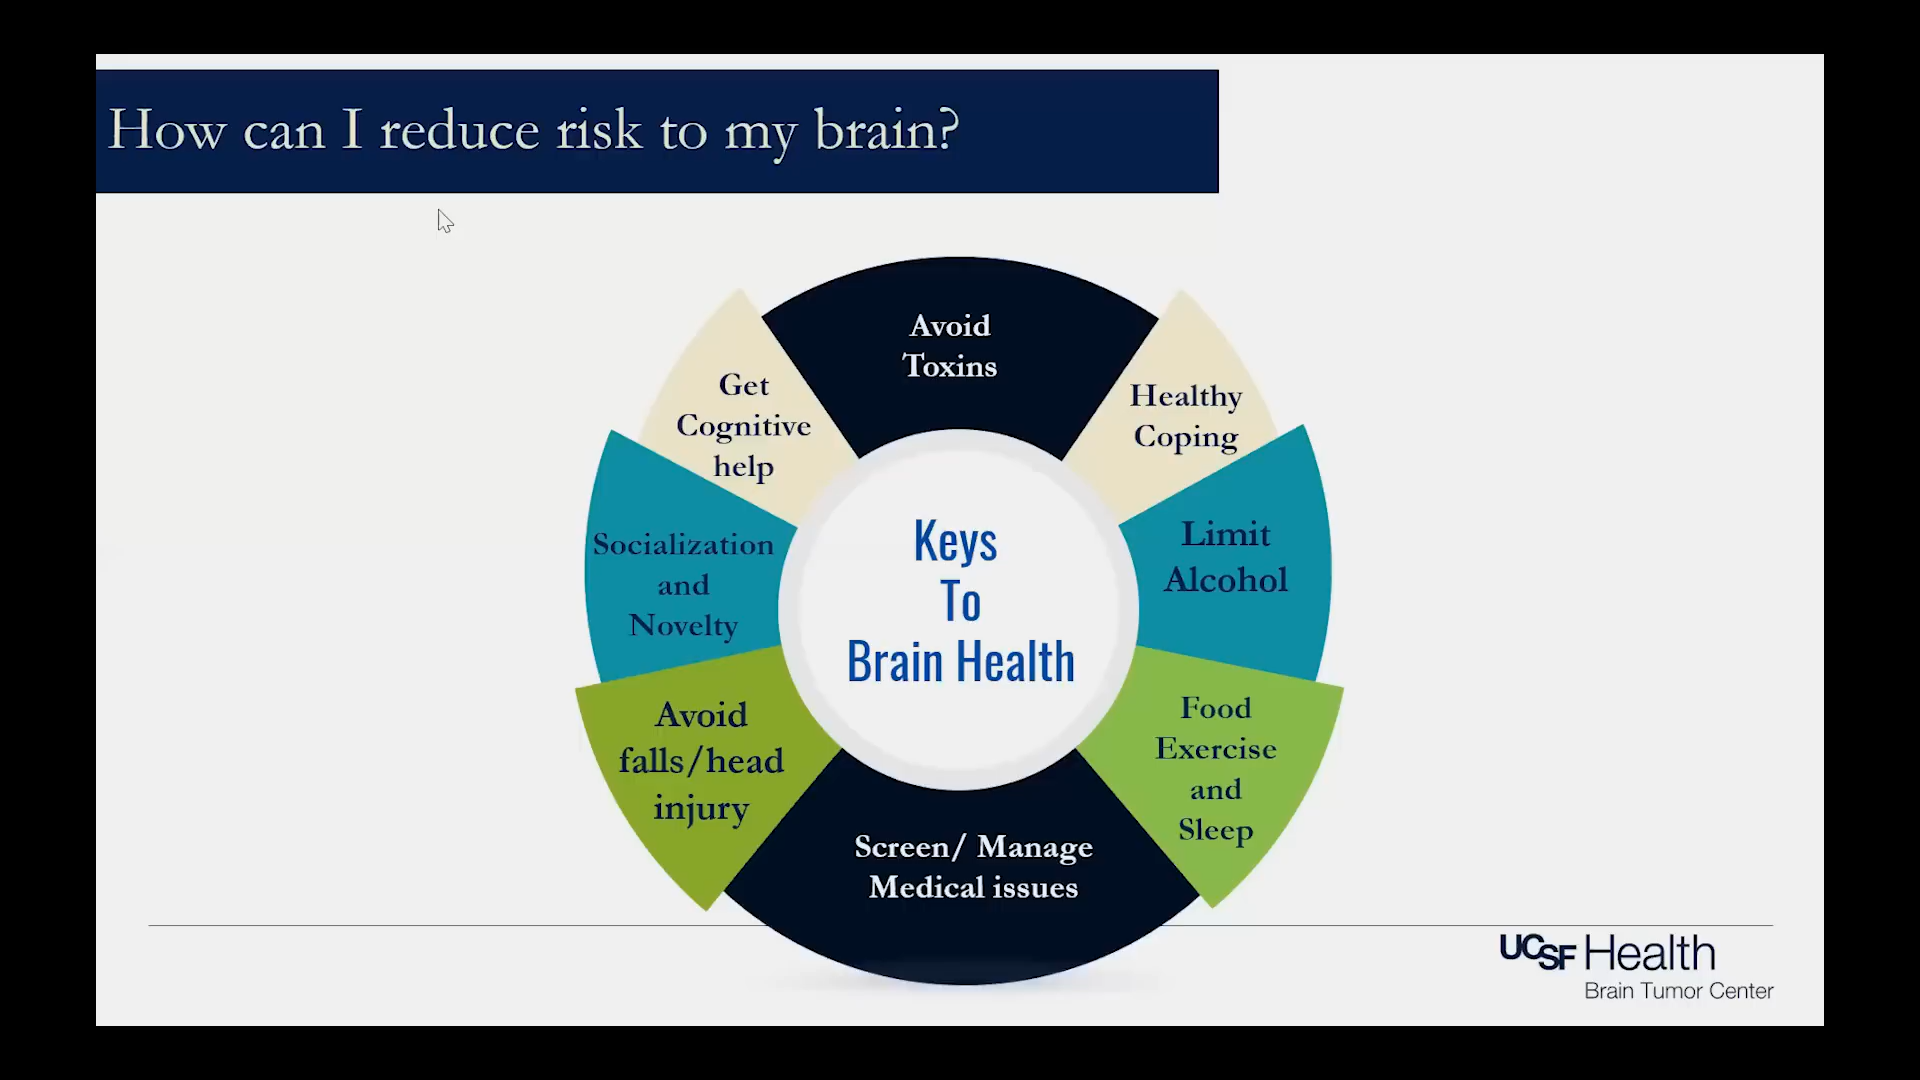 How can I reduce risk to my brain?
Avoid
Toxins
Healthy
Coping
Limit
Alcohol
Food
Exercise
and
Sleep
Screen/ Manage
Medical issues
Avoid
falls/head
injury
Socialization
and
Novelty
Get
Cognitive
help
Keys
To
Brain Health
UCSF Health
Brain Tumor Center